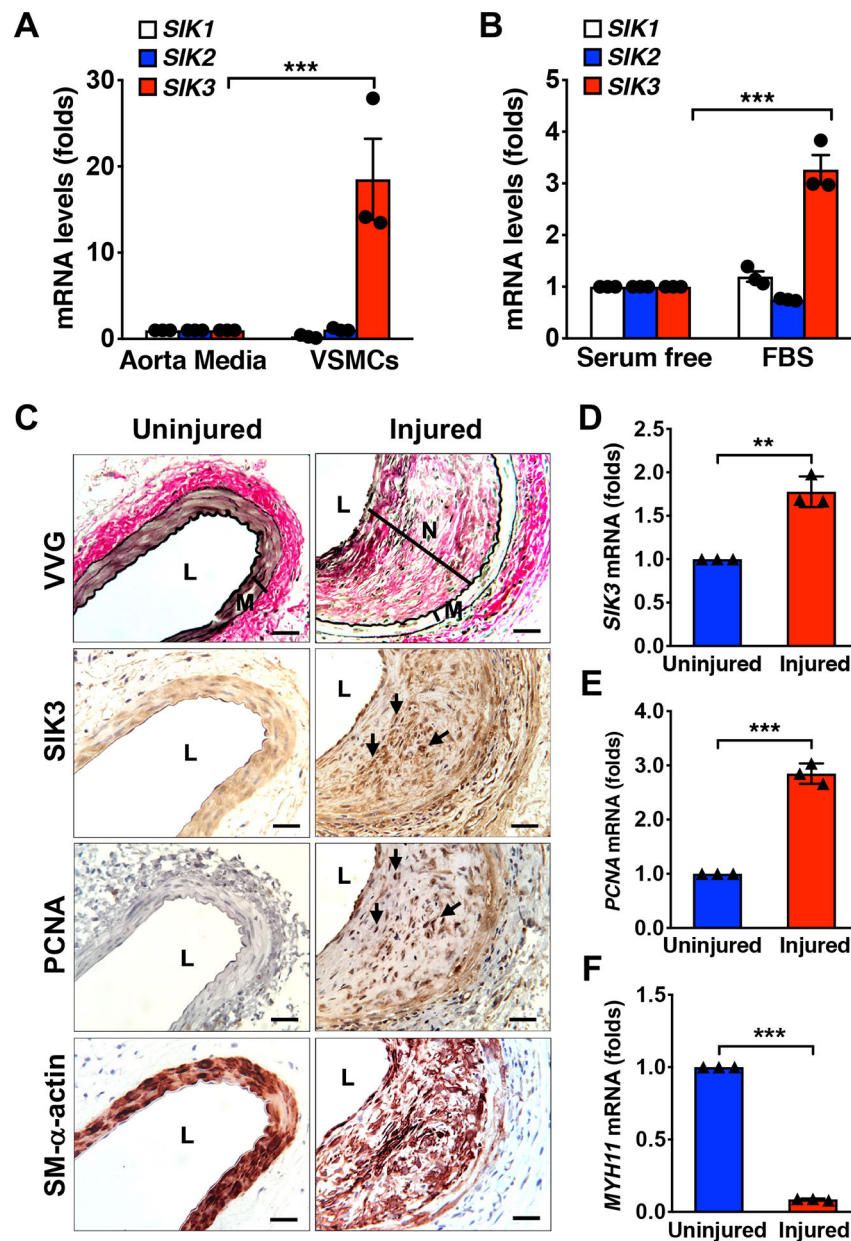 A
SIK1
SIK2
SIK3
***
mRNA levels (folds)
30
20
10
0
Aorta Media
VSMCs
B
SIK1
SIK2
SIK3
***
mRNA levels (folds)
5
4
3
2
1
0
Serum free
FBS
C
Uninjured
Injured
VVG
L
M
L
N
M
SIK3
L
L
PCNA
L
L
SM-α-actin
L
L
D
**
SIK3 mRNA (folds)
2.5
2.0
1.5
1.0
0.5
0.0
Uninjured
Injured
E
***
PCNA mRNA (folds)
4.0
3.0
2.0
1.0
0.0
Uninjured
Injured
F
***
MYH11 mRNA (folds)
1.5
1.0
0.5
0.0
Uninjured
Injured